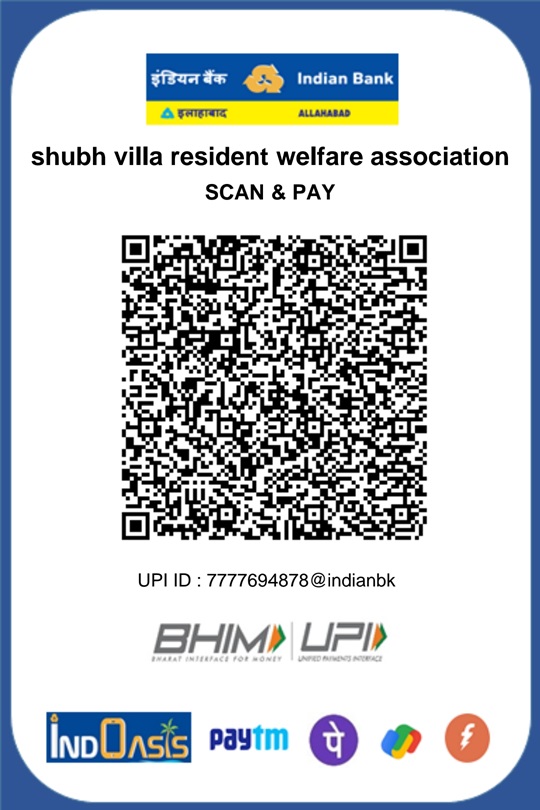 इंडियन बैंक Indian Bank
इलाहाबाद ALLAHABAD
shubh villa resident welfare association
SCAN & PAY
UPI ID : 7777694878@indianbk
BHIM UPI
BHARAT INTERFACE FOR MONEY UNIFIED PAYMENTS INTERFACE
INDOASIS paytm पे